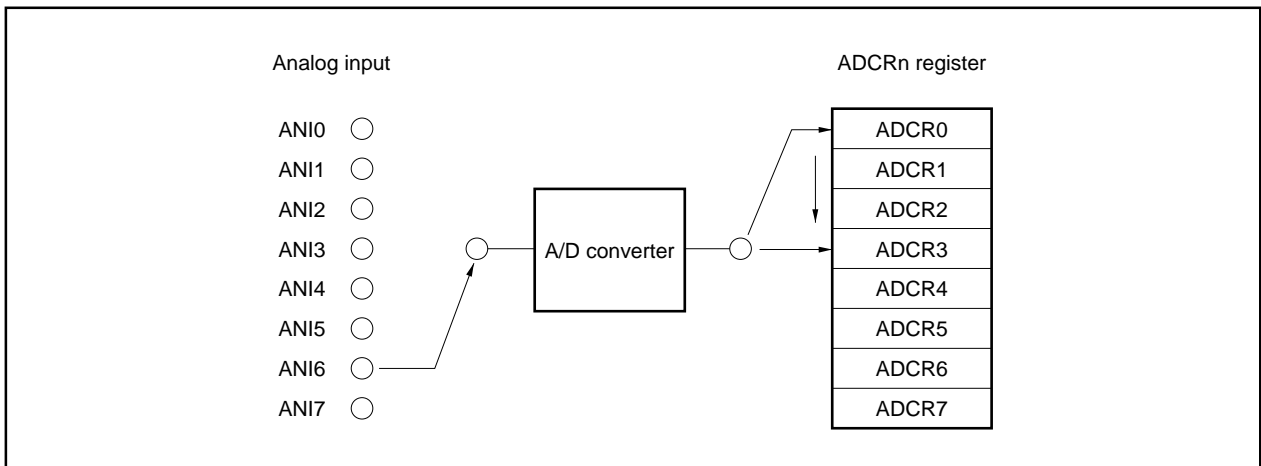 Analog input
ANI0
ANI1
ANI2
ANI3
ANI4
ANI5
ANI6
ANI7
A/D converter
ADCRn register
ADCR0
ADCR1
ADCR2
ADCR3
ADCR4
ADCR5
ADCR6
ADCR7